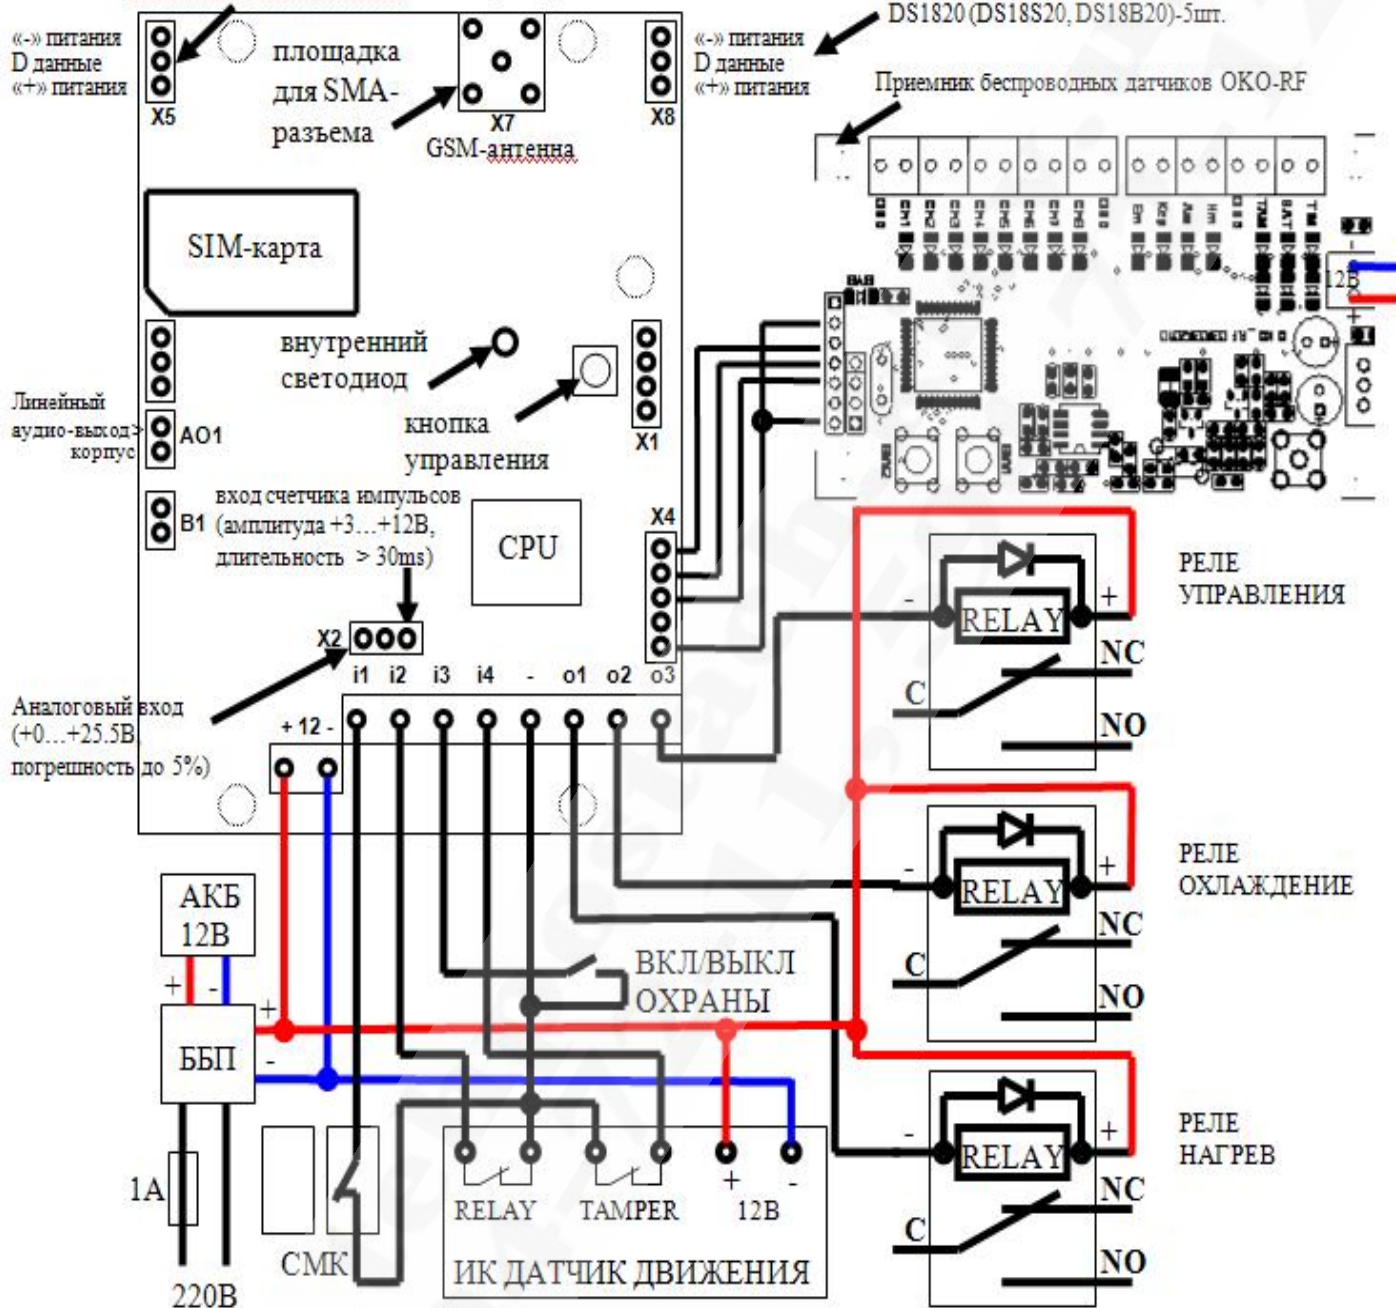 «-» питания
D данные
«+» питания
X5
площадка
для SMA-
разъема
X7
GSM-антенна
«-» питания
D данные
«+» питания
X8
DS1820 (DS18S20, DS18B20)-5шт.
Приемник беспроводных датчиков OKO-RF
SIM-карта
12В
-
+
внутренний
светодиод
кнопка
управления
X1
Линейный
аудио-выход>
корпус
AO1
B1
вход счетчика импульсов
(амплитуда +3…+12В,
длительность > 30ms)
CPU
X4
X2
Аналоговый вход
(+0…+25.5В,
погрешность до 5%)
i1 i2 i3 i4 - o1 o2 o3
+ 12 -
РЕЛЕ
УПРАВЛЕНИЯ
- RELAY +
NC
C
NO
РЕЛЕ
ОХЛАЖДЕНИЕ
- RELAY +
NC
C
NO
РЕЛЕ
НАГРЕВ
- RELAY +
NC
C
NO
АКБ
12В
+ -
ББП
+
-
1А
220В
СМК
ВКЛ/ВЫКЛ
ОХРАНЫ
RELAY TAMPER + 12В -
ИК ДАТЧИК ДВИЖЕНИЯ